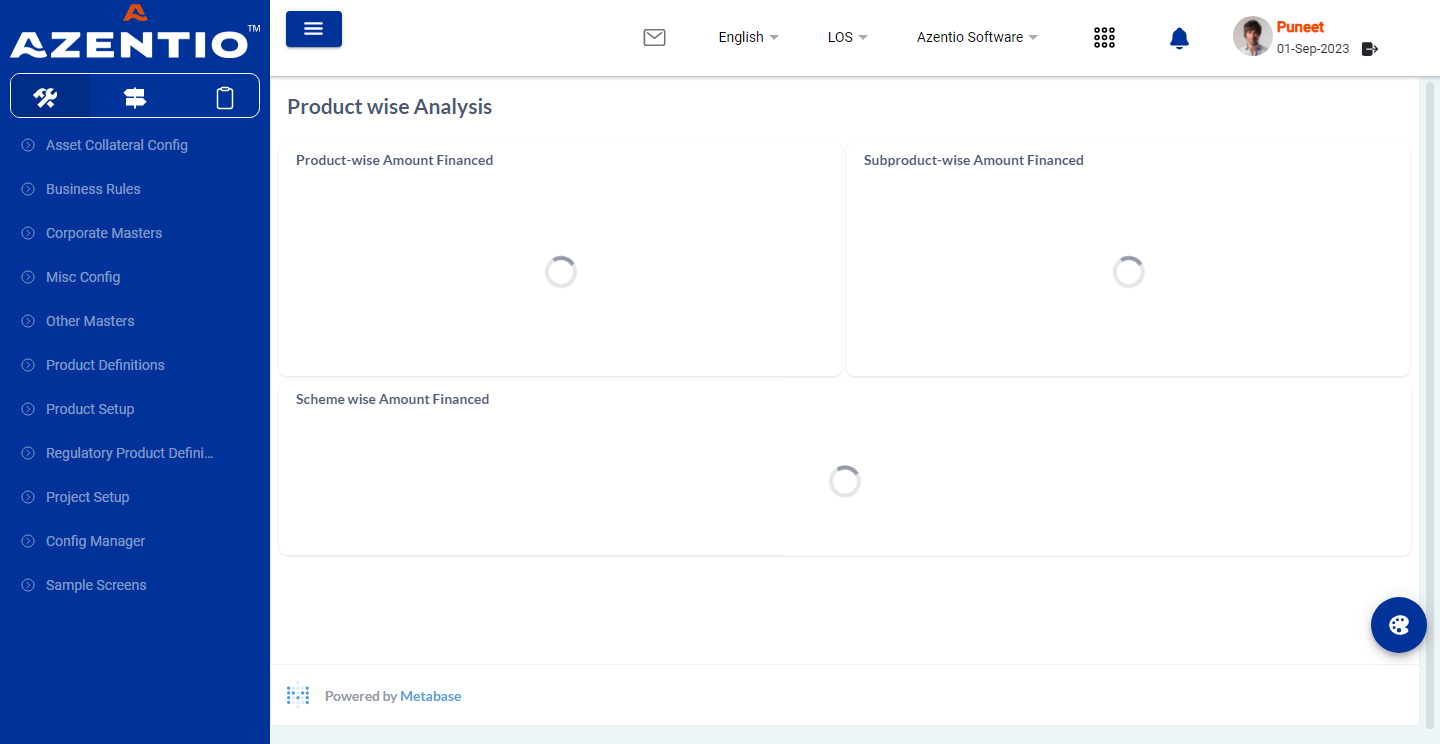 AZENTIO™
English
LOS
Azentio Software
Puneet
01-Sep-2023
Asset Collateral Config
Business Rules
Corporate Masters
Misc Config
Other Masters
Product Definitions
Product Setup
Regulatory Product Defini...
Project Setup
Config Manager
Sample Screens
Product wise Analysis
Product-wise Amount Financed
Subproduct-wise Amount Financed
Scheme wise Amount Financed
Powered by Metabase